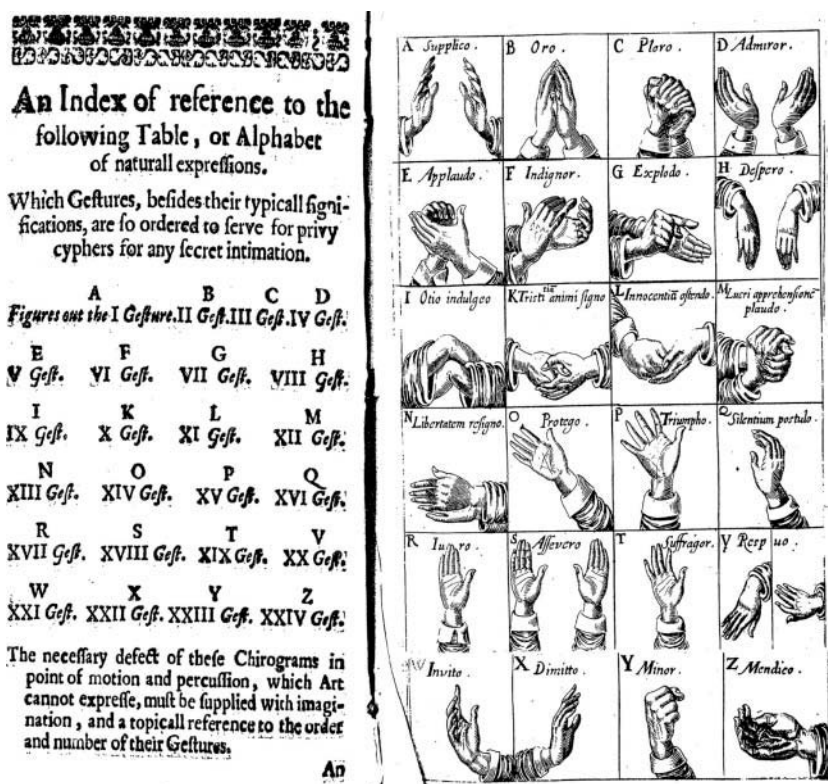 An Index of reference to the
following Table, or Alphabet
of naturall expreſſions.
Which Geſtures, beſides their typicall ſigni-
fications, are ſo ordered to ſerve for privy
cyphers for any ſecret intimation.
A B C D
Figures out the I Geſture. II Geſt. III Geſt. IV Geſt.
E F G H
V Geſt. VI Geſt. VII Geſt. VIII Geſt.
I K L M
IX Geſt. X Geſt. XI Geſt. XII Geſt.
N O P Q
XIII Geſt. XIV Geſt. XV Geſt. XVI Geſt.
R S T V
XVII Geſt. XVIII Geſt. XIX Geſt. XX Geſt.
W X Y Z
XXI Geſt. XXII Geſt. XXIII Geſt. XXIV Geſt.
The neceſſary defect of theſe Chirograms in
point of motion and percuſſion, which Art
cannot expreſſe, muſt be ſupplied with imagi-
nation, and a topicall reference to the order
and number of their Geſtures.
An
A Supplico.
B Oro.
C Ploro.
D Admiror.
E Applaudo.
F Indignor.
G Explodo.
H Deſpero.
I Otio indulgeo
K Triſtitiā animi ſigno
L Innocentiā oſtendo
M Lucri apprehenſionē
plaudo.
N Libertatem reſigno.
O Protego.
P Triumpho.
Q Silentium poſtulo.
R Iuro.
S Aſſevero
T Suffragor.
V Reſpuo.
W Invito.
X Dimitto
Y Minor.
Z Mendico.